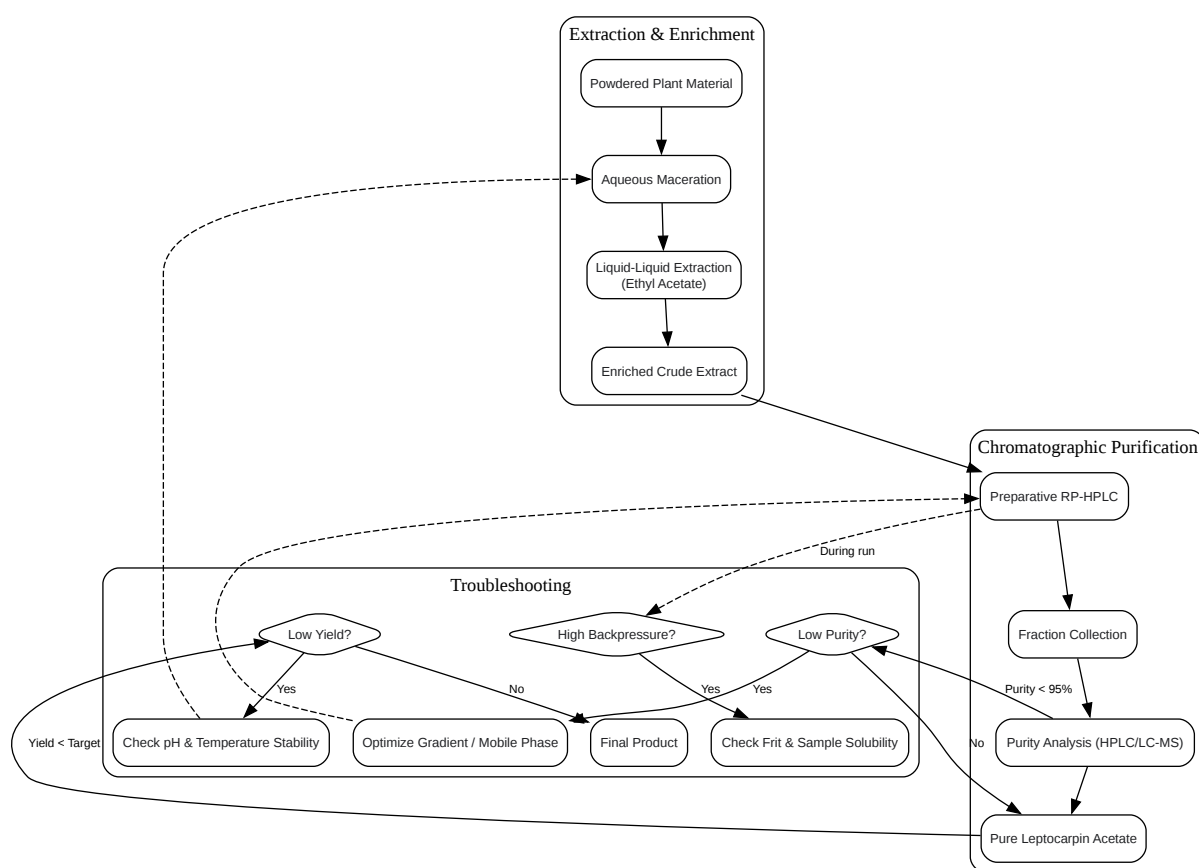 Extraction & Enrichment
Powdered Plant Material
Aqueous Maceration
Liquid-Liquid Extraction
(Ethyl Acetate)
Enriched Crude Extract
Chromatographic Purification
Preparative RP-HPLC
During run
Troubleshooting
Low Yield?
High Backpressure?
Low Purity?
Fraction Collection
Yes
No
Yes
Yes
Purity < 95%
Yield < Target
Check pH & Temperature Stability
Optimize Gradient / Mobile Phase
Final Product
Check Frit & Sample Solubility
No
Purity Analysis (HPLC/LC-MS)
Pure Leptocarpin Acetate